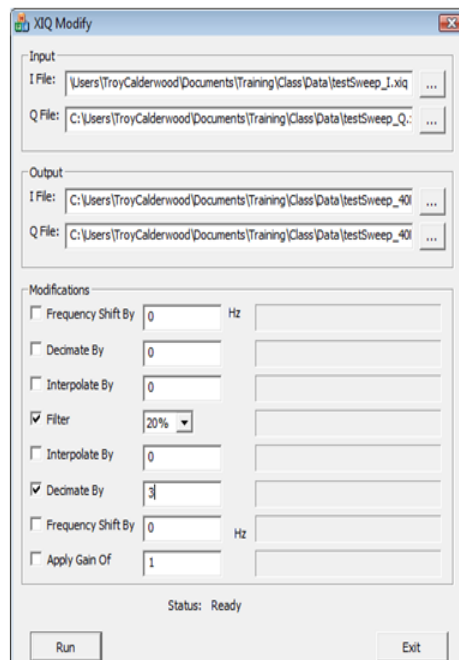 XIQ Modify
Input
I File: \Users\TroyCalderwood\Documents\Training\Class\Data\testSweep_I.xiq ...
Q File: C:\Users\TroyCalderwood\Documents\Training\Class\Data\testSweep_Q.: ...
Output
I File: C:\Users\TroyCalderwood\Documents\Training\Class\Data\testSweep_40 ...
Q File: C:\Users\TroyCalderwood\Documents\Training\Class\Data\testSweep_40 ...
Modifications
Frequency Shift By 0 Hz
Decimate By 0
Interpolate By 0
Filter 20%
Interpolate By 0
Decimate By 3
Frequency Shift By 0 Hz
Apply Gain Of 1
Status: Ready
Run Exit